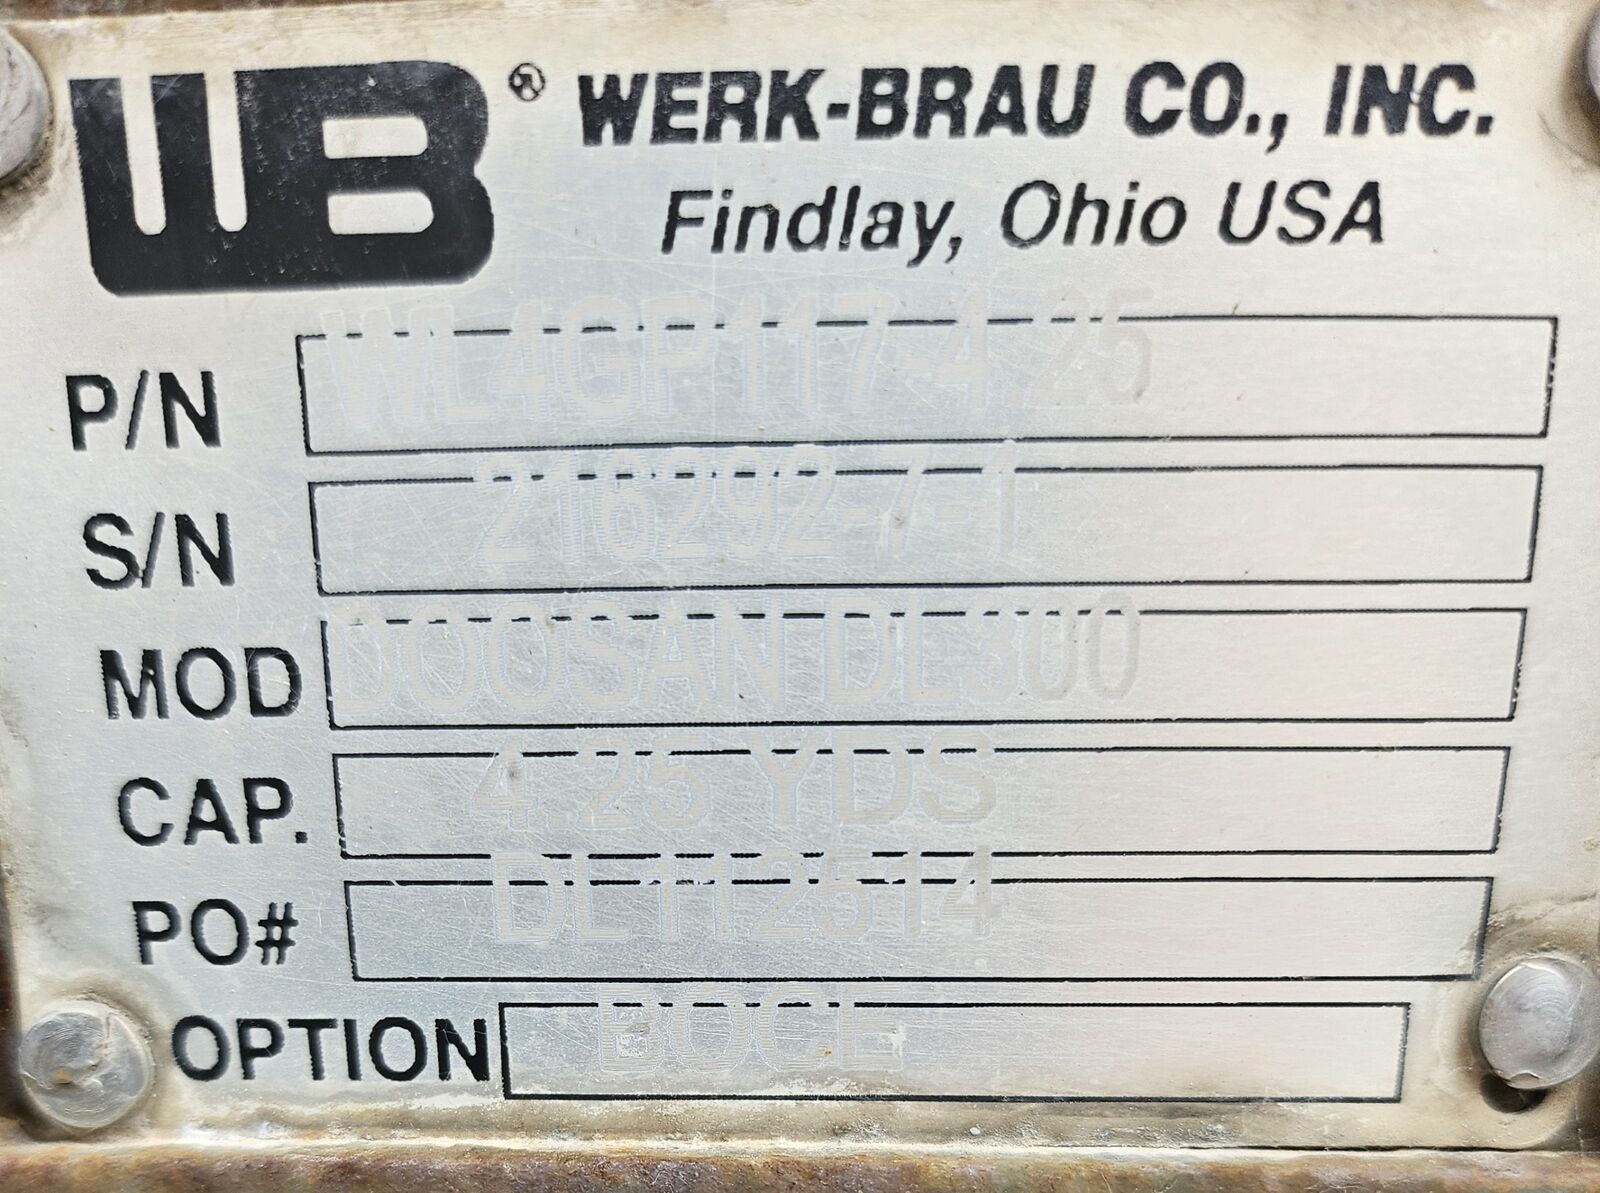 WB® WERK-BRAU CO., INC.
Findlay, Ohio USA
P/N WL4GP117-4.25
S/N 216292-7-1
MOD DOOSAN DL300
CAP. 4.25 YDS
PO# DL112514
OPTION BOCE